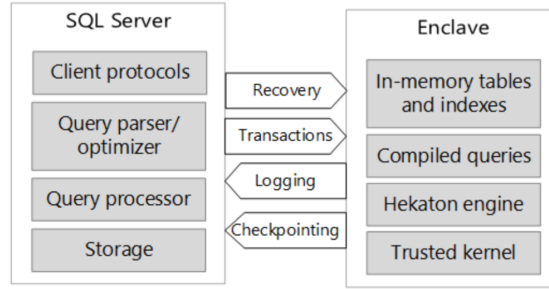 SQL Server
Client protocols
Query parser/
optimizer
Query processor
Storage
Recovery
Transactions
Logging
Checkpointing
Enclave
In-memory tables
and indexes
Compiled queries
Hekaton engine
Trusted kernel